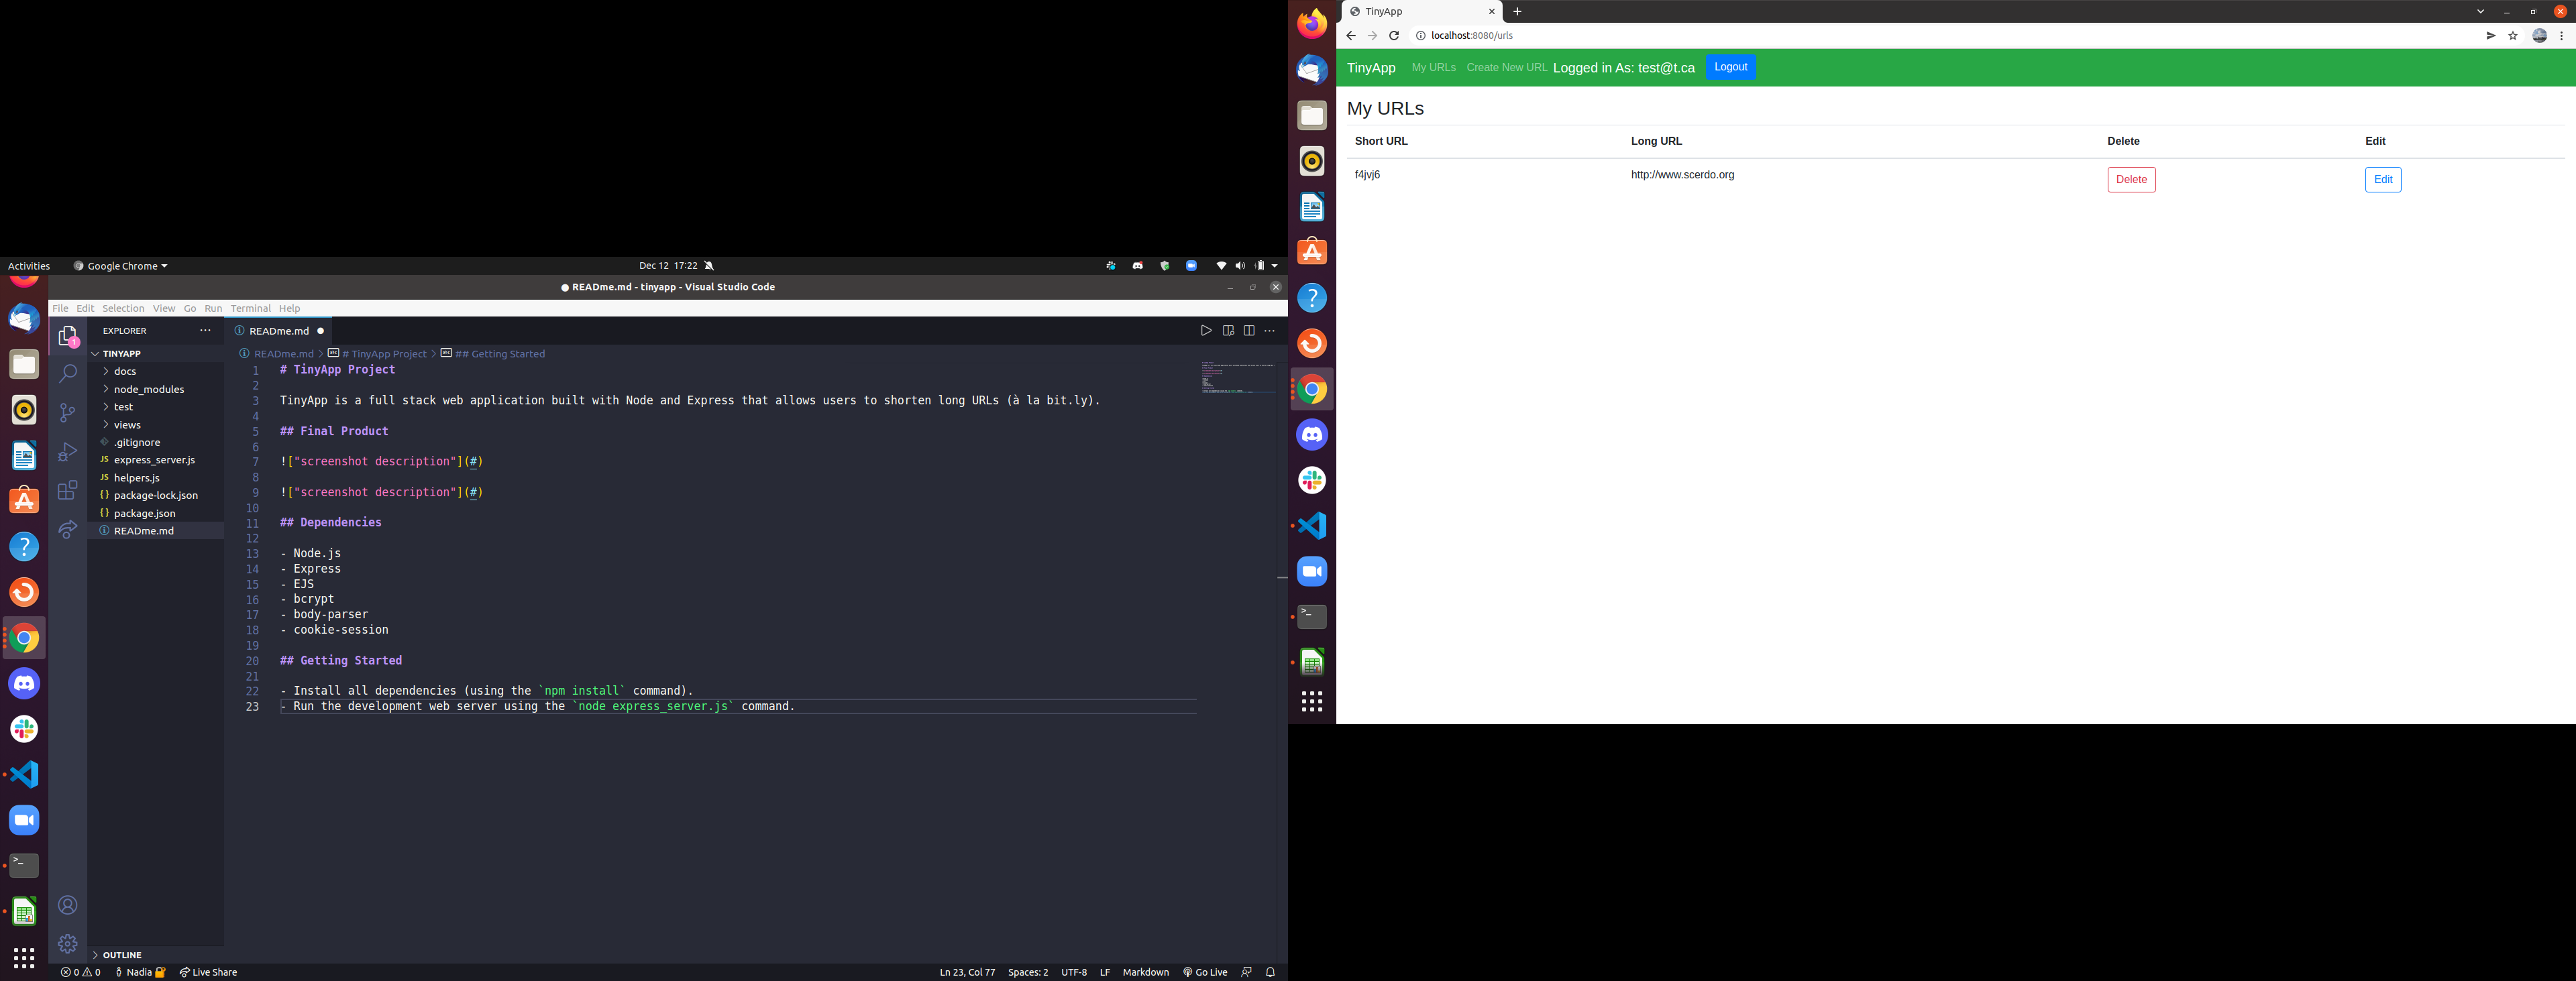 Activities Google Chrome Dec 12 17:22
READme.md - tinyapp - Visual Studio Code
File Edit Selection View Go Run Terminal Help
EXPLORER
1
TINYAPP
docs
node_modules
test
views
.gitignore
JS express_server.js
JS helpers.js
{} package-lock.json
{} package.json
READme.md
OUTLINE
READme.md
READme.md > # TinyApp Project > ## Getting Started
1 # TinyApp Project
2
3 TinyApp is a full stack web application built with Node and Express that allows users to shorten long URLs (à la bit.ly).
4
5 ## Final Product
6
7 !["screenshot description"](#)
8
9 !["screenshot description"](#)
10
11 ## Dependencies
12
13 - Node.js
14 - Express
15 - EJS
16 - bcrypt
17 - body-parser
18 - cookie-session
19
20 ## Getting Started
21
22 - Install all dependencies (using the `npm install` command).
23 - Run the development web server using the `node express_server.js` command.
0 0 Nadia Live Share Ln 23, Col 77 Spaces: 2 UTF-8 LF Markdown Go Live
TinyApp
localhost:8080/urls
TinyApp My URLs Create New URL Logged in As: test@t.ca Logout
My URLs
Short URL Long URL Delete Edit
f4jvj6 http://www.scerdo.org Delete Edit